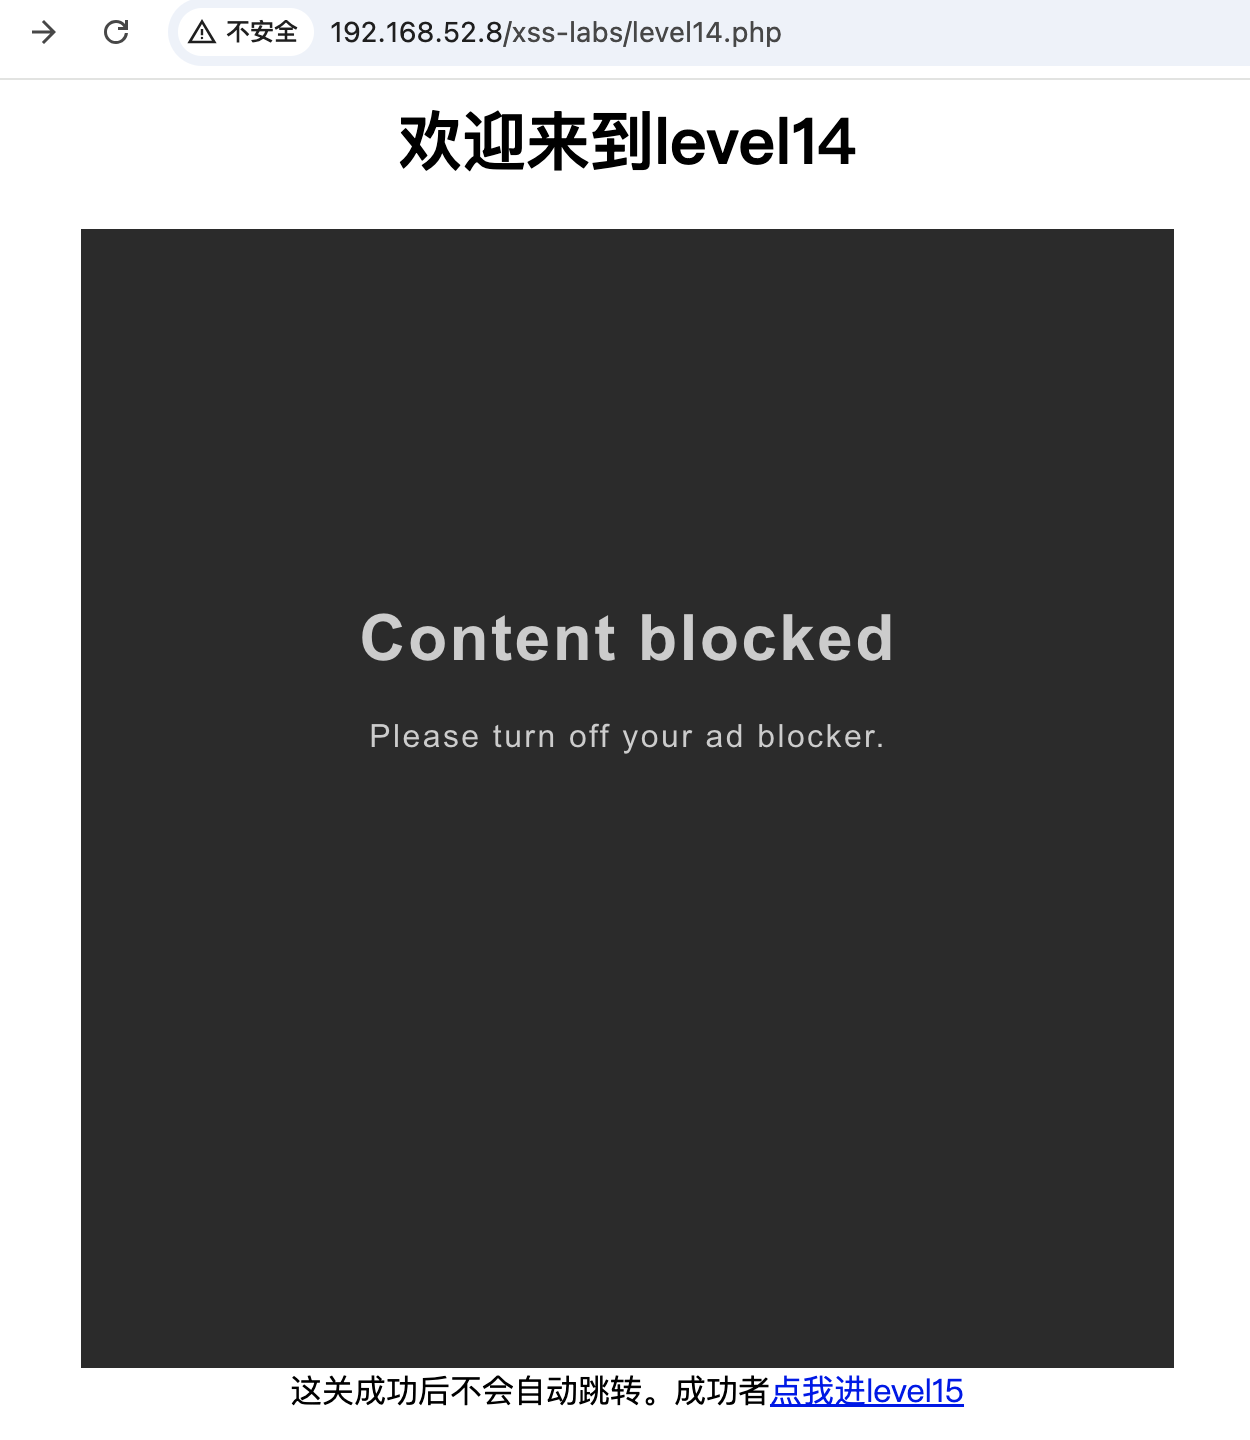 不安全 192.168.52.8/xss-labs/level14.php
欢迎来到level14
Content blocked
Please turn off your ad blocker.
这关成功后不会自动跳转。成功者点我进level15